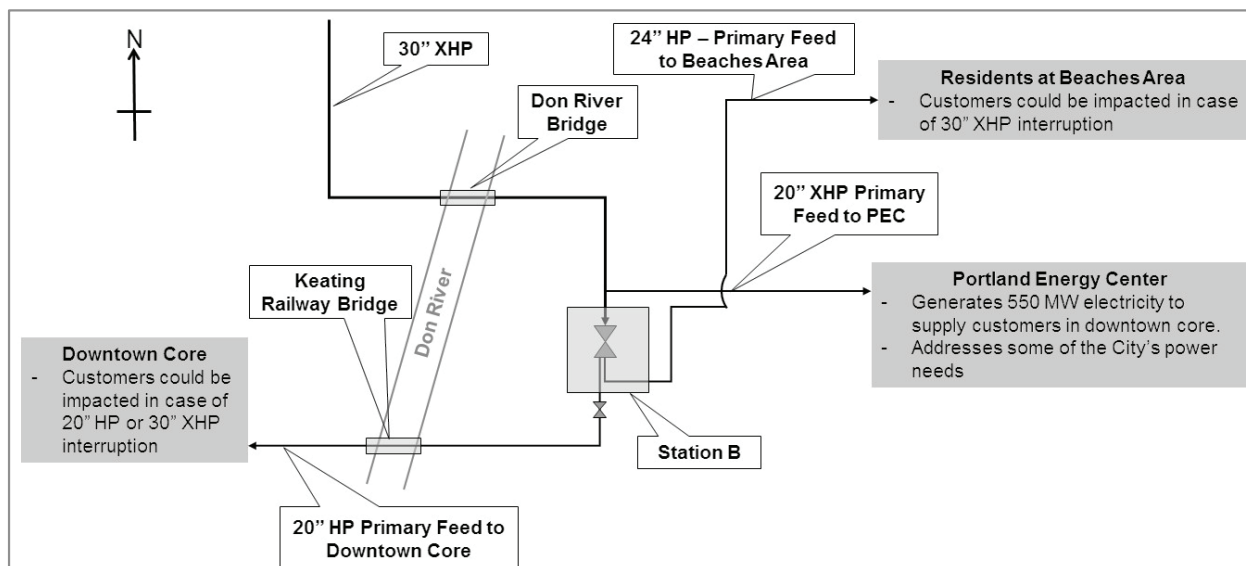 N
30” XHP
24” HP – Primary Feed
to Beaches Area
Residents at Beaches Area
- Customers could be impacted in case
of 30” XHP interruption
Don River
Bridge
20” XHP Primary
Feed to PEC
Keating
Railway Bridge
Don River
Portland Energy Center
- Generates 550 MW electricity to
supply customers in downtown core.
- Addresses some of the City’s power
needs
Downtown Core
- Customers could be
impacted in case of
20” HP or 30” XHP
interruption
Station B
20” HP Primary Feed to
Downtown Core